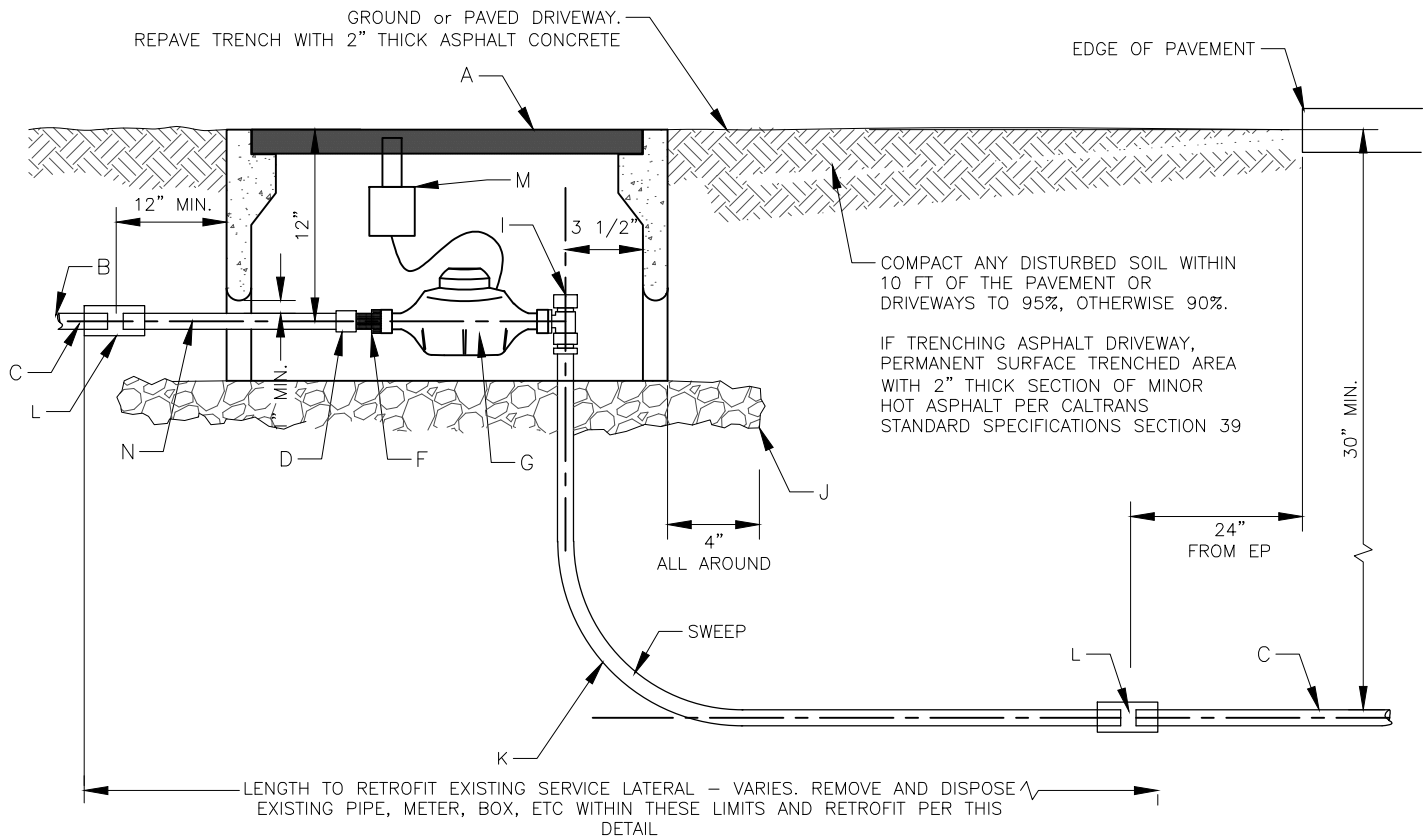 GROUND or PAVED DRIVEWAY.
REPAVE TRENCH WITH 2" THICK ASPHALT CONCRETE
EDGE OF PAVEMENT
A
M
12" MIN.
12"
I
3 1/2"
B
COMPACT ANY DISTURBED SOIL WITHIN
10 FT OF THE PAVEMENT OR
DRIVEWAYS TO 95%, OTHERWISE 90%.
IF TRENCHING ASPHALT DRIVEWAY,
PERMANENT SURFACE TRENCHED AREA
WITH 2" THICK SECTION OF MINOR
HOT ASPHALT PER CALTRANS
STANDARD SPECIFICATIONS SECTION 39
C
L
" MIN.
30" MIN.
N
D
F
G
J
4"
ALL AROUND
24"
FROM EP
SWEEP
L
C
K
LENGTH TO RETROFIT EXISTING SERVICE LATERAL – VARIES. REMOVE AND DISPOSE
EXISTING PIPE, METER, BOX, ETC WITHIN THESE LIMITS AND RETROFIT PER THIS
DETAIL